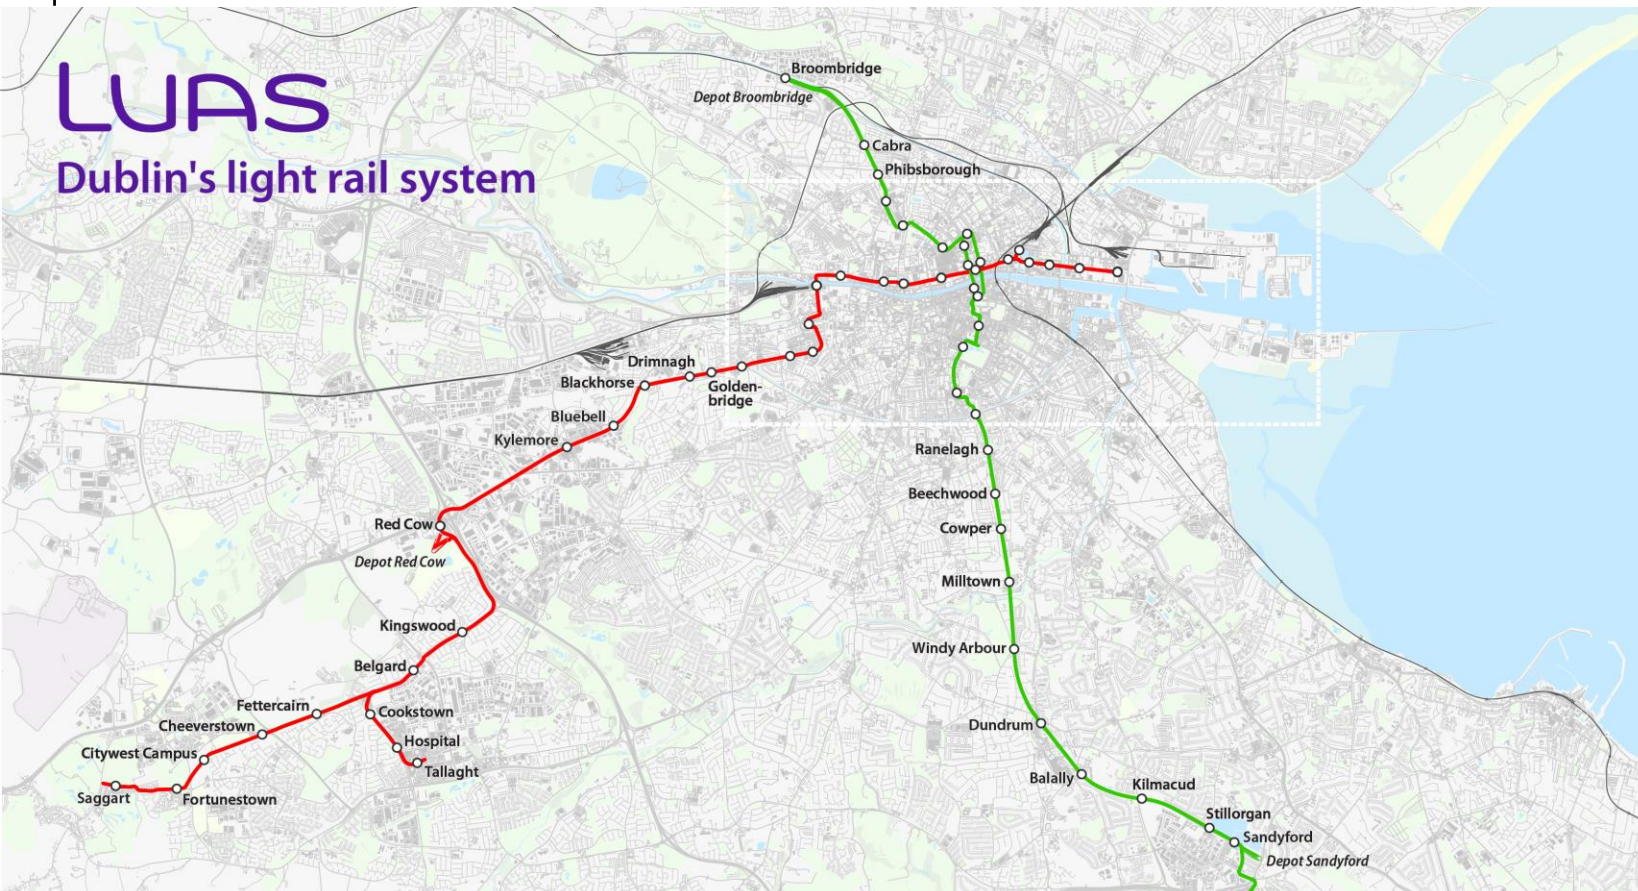 LUAS
Dublin's light rail system
Broombridge
Depot Broombridge
Cabra
Phibsborough
Drimnagh
Blackhorse
Golden-
bridge
Bluebell
Kylemore
Red Cow
Depot Red Cow
Kingswood
Belgard
Fettercairn
Cookstown
Cheeverstown
Hospital
Citywest Campus
Tallaght
Saggart
Fortunestown
Ranelagh
Beechwood
Cowper
Milltown
Windy Arbour
Dundrum
Balally
Kilmacud
Stillorgan
Sandyford
Depot Sandyford